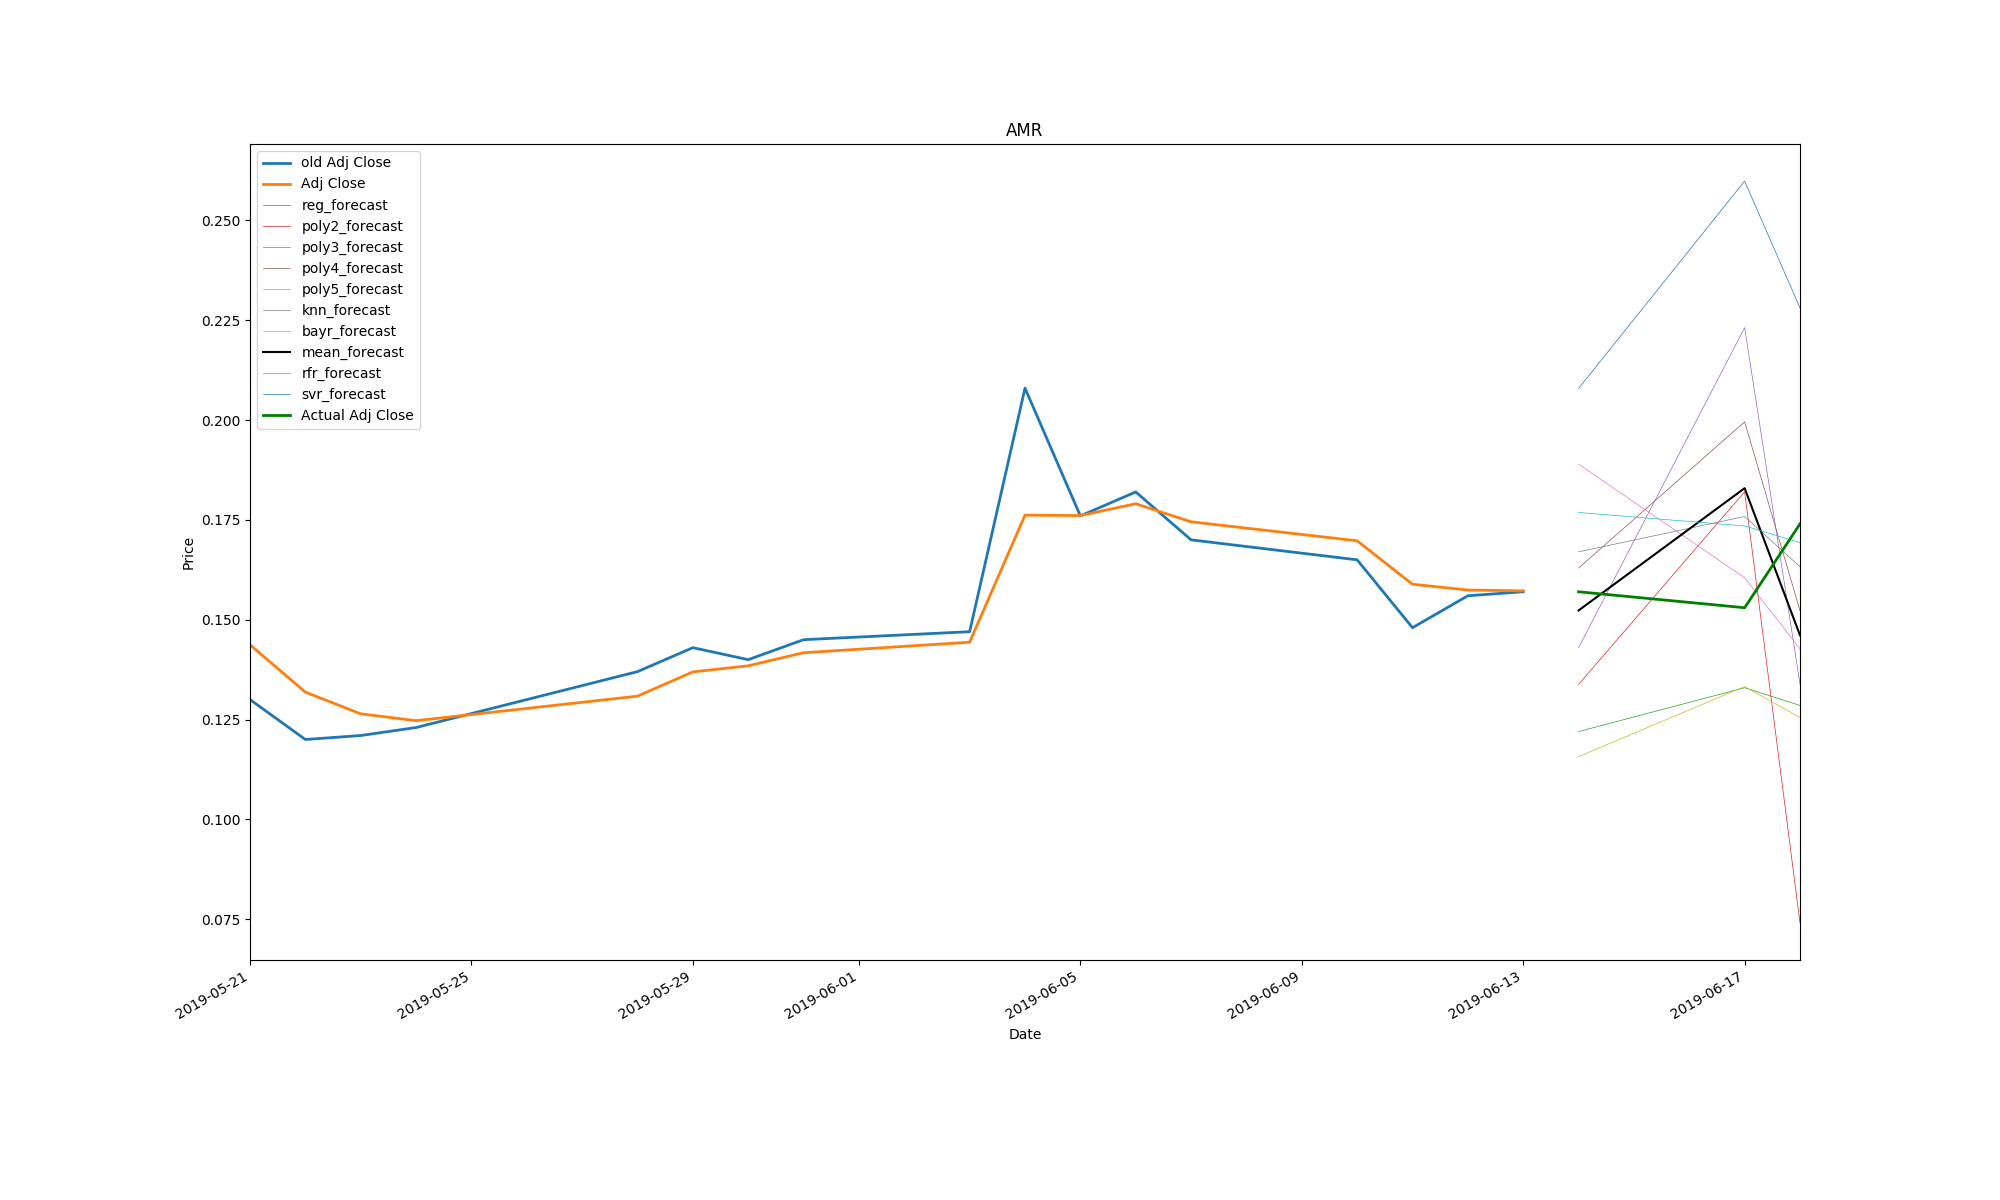 AMR
old Adj Close
Adj Close
reg_forecast
poly2_forecast
poly3_forecast
poly4_forecast
poly5_forecast
knn_forecast
bayr_forecast
mean_forecast
rfr_forecast
svr_forecast
Actual Adj Close
0.250
0.225
0.200
0.175
0.150
0.125
0.100
0.075
Price
2019-05-21
2019-05-25
2019-05-29
2019-06-01
2019-06-05
2019-06-09
2019-06-13
2019-06-17
Date